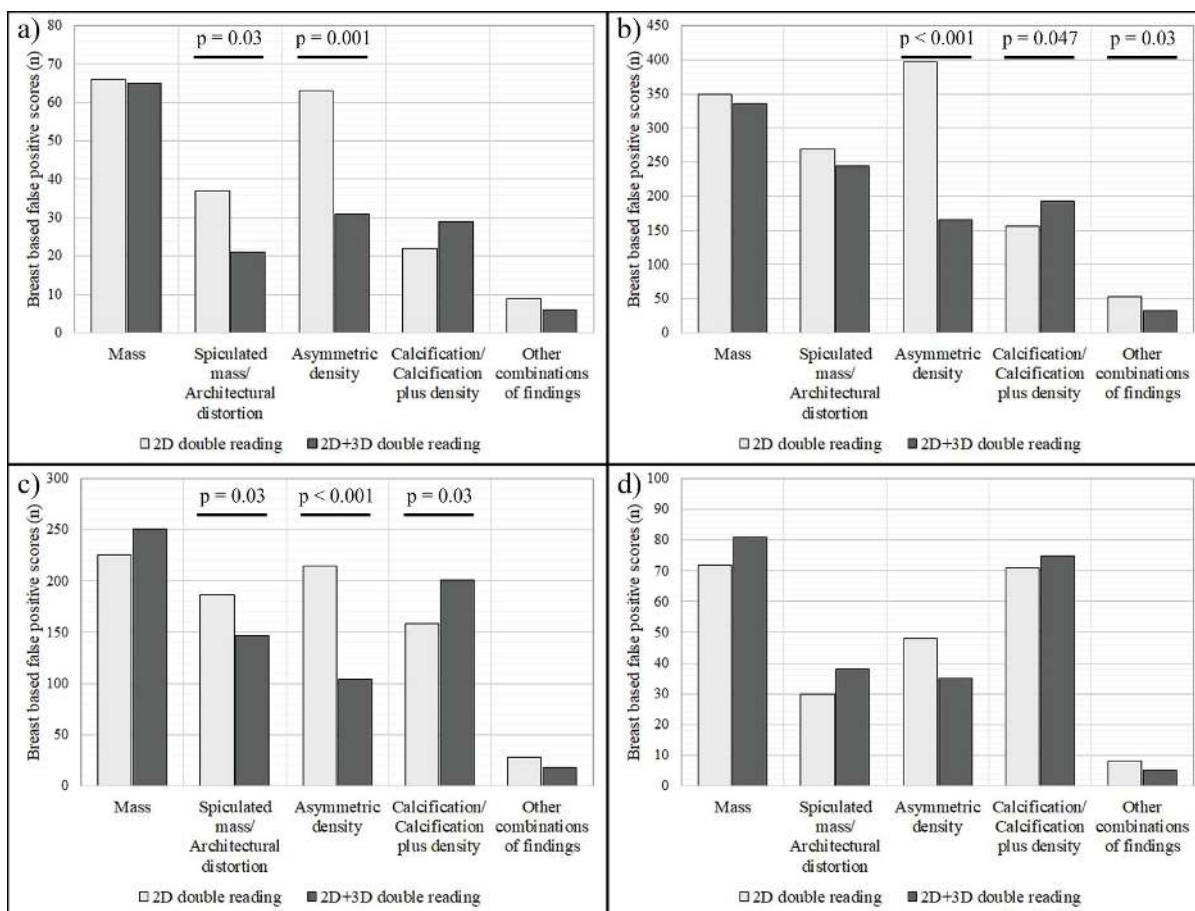 a)
p = 0.03
p = 0.001
Breast based false positive scores (n)
80
70
60
50
40
30
20
10
0
Mass
Spiculated
mass/
Architectural
distortion
Asymmetric
density
Calcification/
Calcification
plus density
Other
combinations
of findings
2D double reading
2D+3D double reading
b)
p < 0.001
p = 0.047
p = 0.03
Breast based false positive scores (n)
450
400
350
300
250
200
150
100
50
0
Mass
Spiculated
mass/
Architectural
distortion
Asymmetric
density
Calcification/
Calcification
plus density
Other
combinations
of findings
2D double reading
2D+3D double reading
c)
p = 0.03
p < 0.001
p = 0.03
Breast based false positive scores (n)
300
250
200
150
100
50
0
Mass
Spiculated
mass/
Architectural
distortion
Asymmetric
density
Calcification/
Calcification
plus density
Other
combinations
of findings
2D double reading
2D+3D double reading
d)
Breast based false positive scores (n)
100
90
80
70
60
50
40
30
20
10
0
Mass
Spiculated
mass/
Architectural
distortion
Asymmetric
density
Calcification/
Calcification
plus density
Other
combinations
of findings
2D double reading
2D+3D double reading